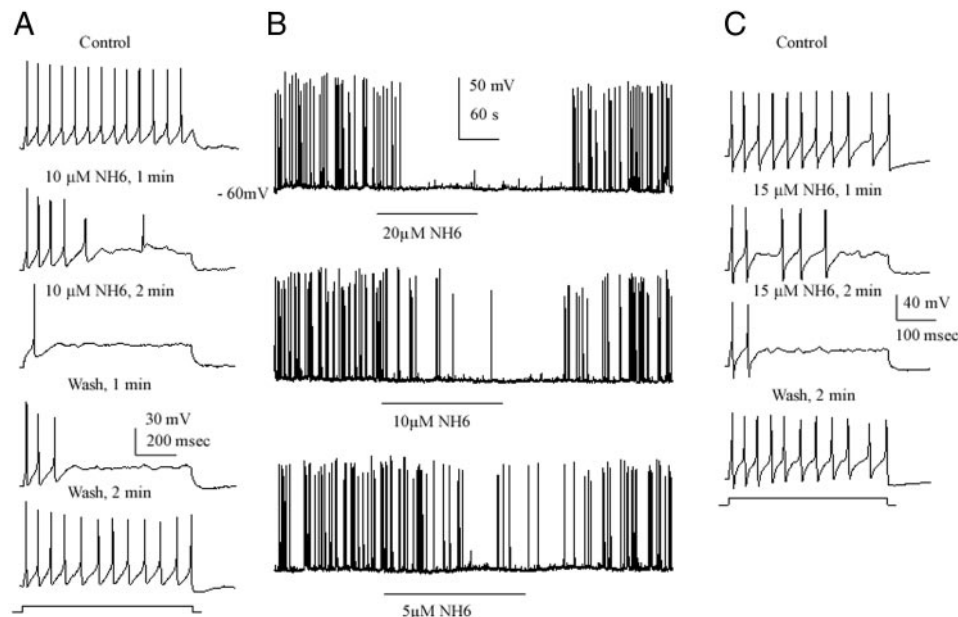 A
Control
10 µM NH6, 1 min
10 µM NH6, 2 min
Wash, 1 min
30 mV
200 msec
Wash, 2 min
B
50 mV
60 s
- 60mV
20µM NH6
10µM NH6
5µM NH6
C
Control
15 µM NH6, 1 min
15 µM NH6, 2 min
40 mV
100 msec
Wash, 2 min